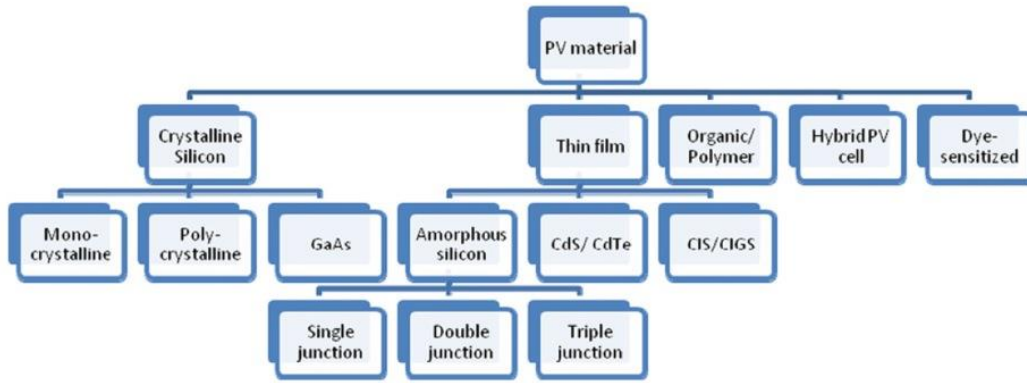 PV material
Crystalline
Silicon
Thin film
Organic/
Polymer
Hybrid PV
cell
Dye-
sensitized
Mono-
crystalline
Poly-
crystalline
GaAs
Amorphous
silicon
CdS/ CdTe
CIS/CIGS
Single
junction
Double
junction
Triple
junction